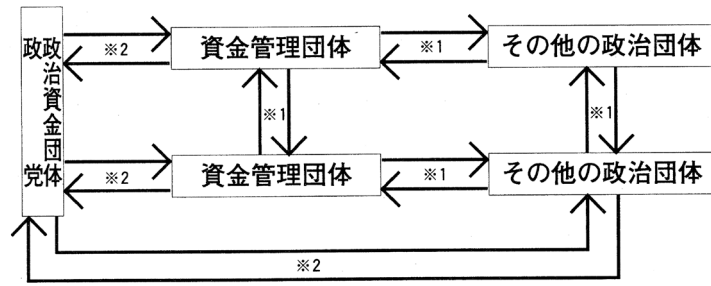 政党
政治資金団体
※2
資金管理団体
※1
その他の政治団体
※1
※1
※2
資金管理団体
※1
その他の政治団体
※2